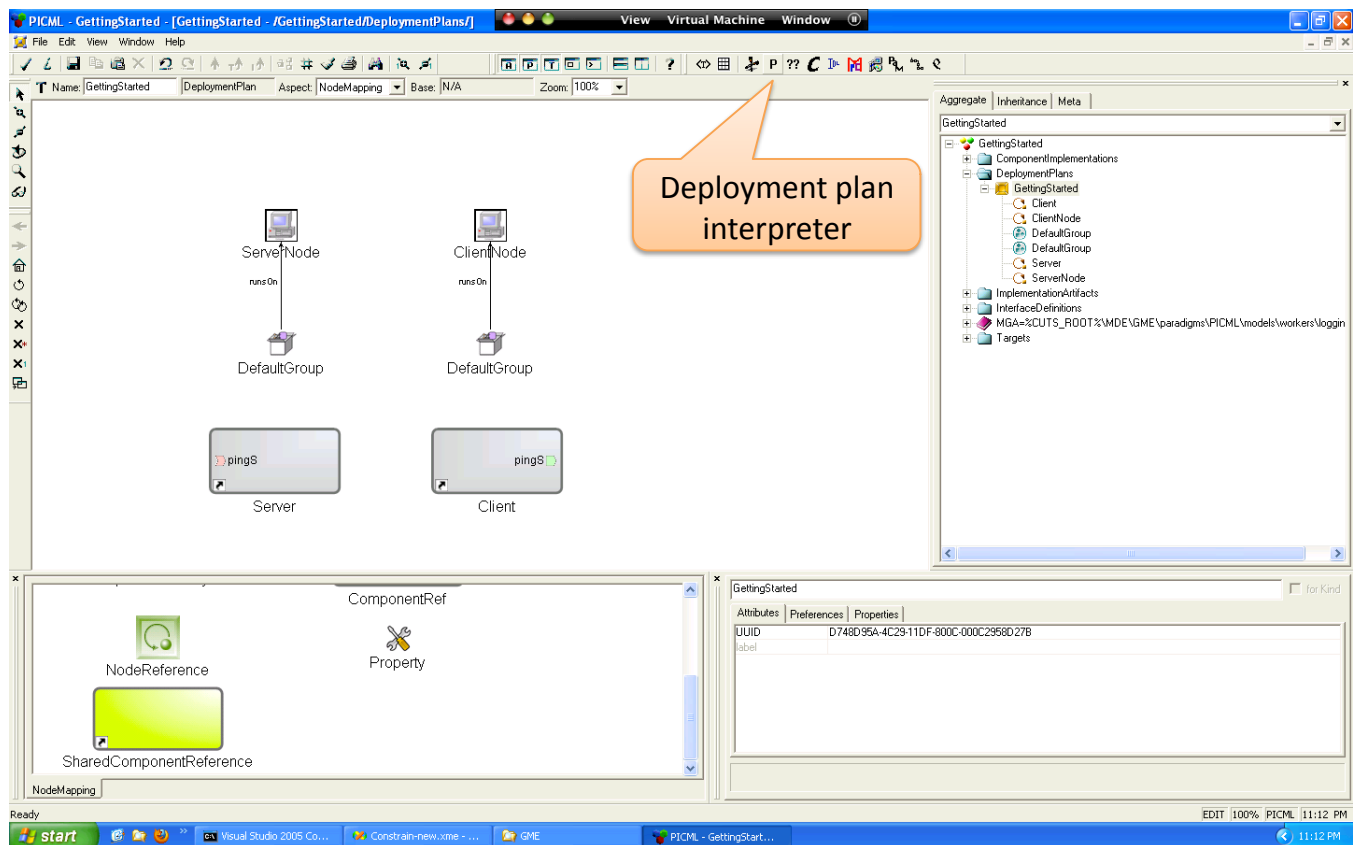 PICML - GettingStarted - [GettingStarted - /GettingStarted/DeploymentPlans/]
View Virtual Machine Window
File Edit View Window Help
Name: GettingStarted DeploymentPlan Aspect: NodeMapping Base: N/A Zoom: 100%
Deployment plan
interpreter
ServerNode
ClientNode
runsOn
runsOn
DefaultGroup
DefaultGroup
pingS
pingS
Server
Client
Aggregate Inheritance Meta
GettingStarted
GettingStarted
ComponentImplementations
DeploymentPlans
GettingStarted
Client
ClientNode
DefaultGroup
DefaultGroup
Server
ServerNode
ImplementationArtifacts
InterfaceDefinitions
MGA=%CUTS_ROOT%\MDE\GME\paradigms\PICML\models\workers\loggin
Targets
ComponentRef
NodeReference
Property
SharedComponentReference
NodeMapping
GettingStarted
for Kind
Attributes Preferences Properties
UUID D748D95A-4C29-11DF-800C-000C2958D27B
label
Ready
EDIT 100% PICML 11:12 PM
start
Visual Studio 2005 Co...
Constrain-new.xme - ...
GME
PICML - GettingStart...
11:12 PM